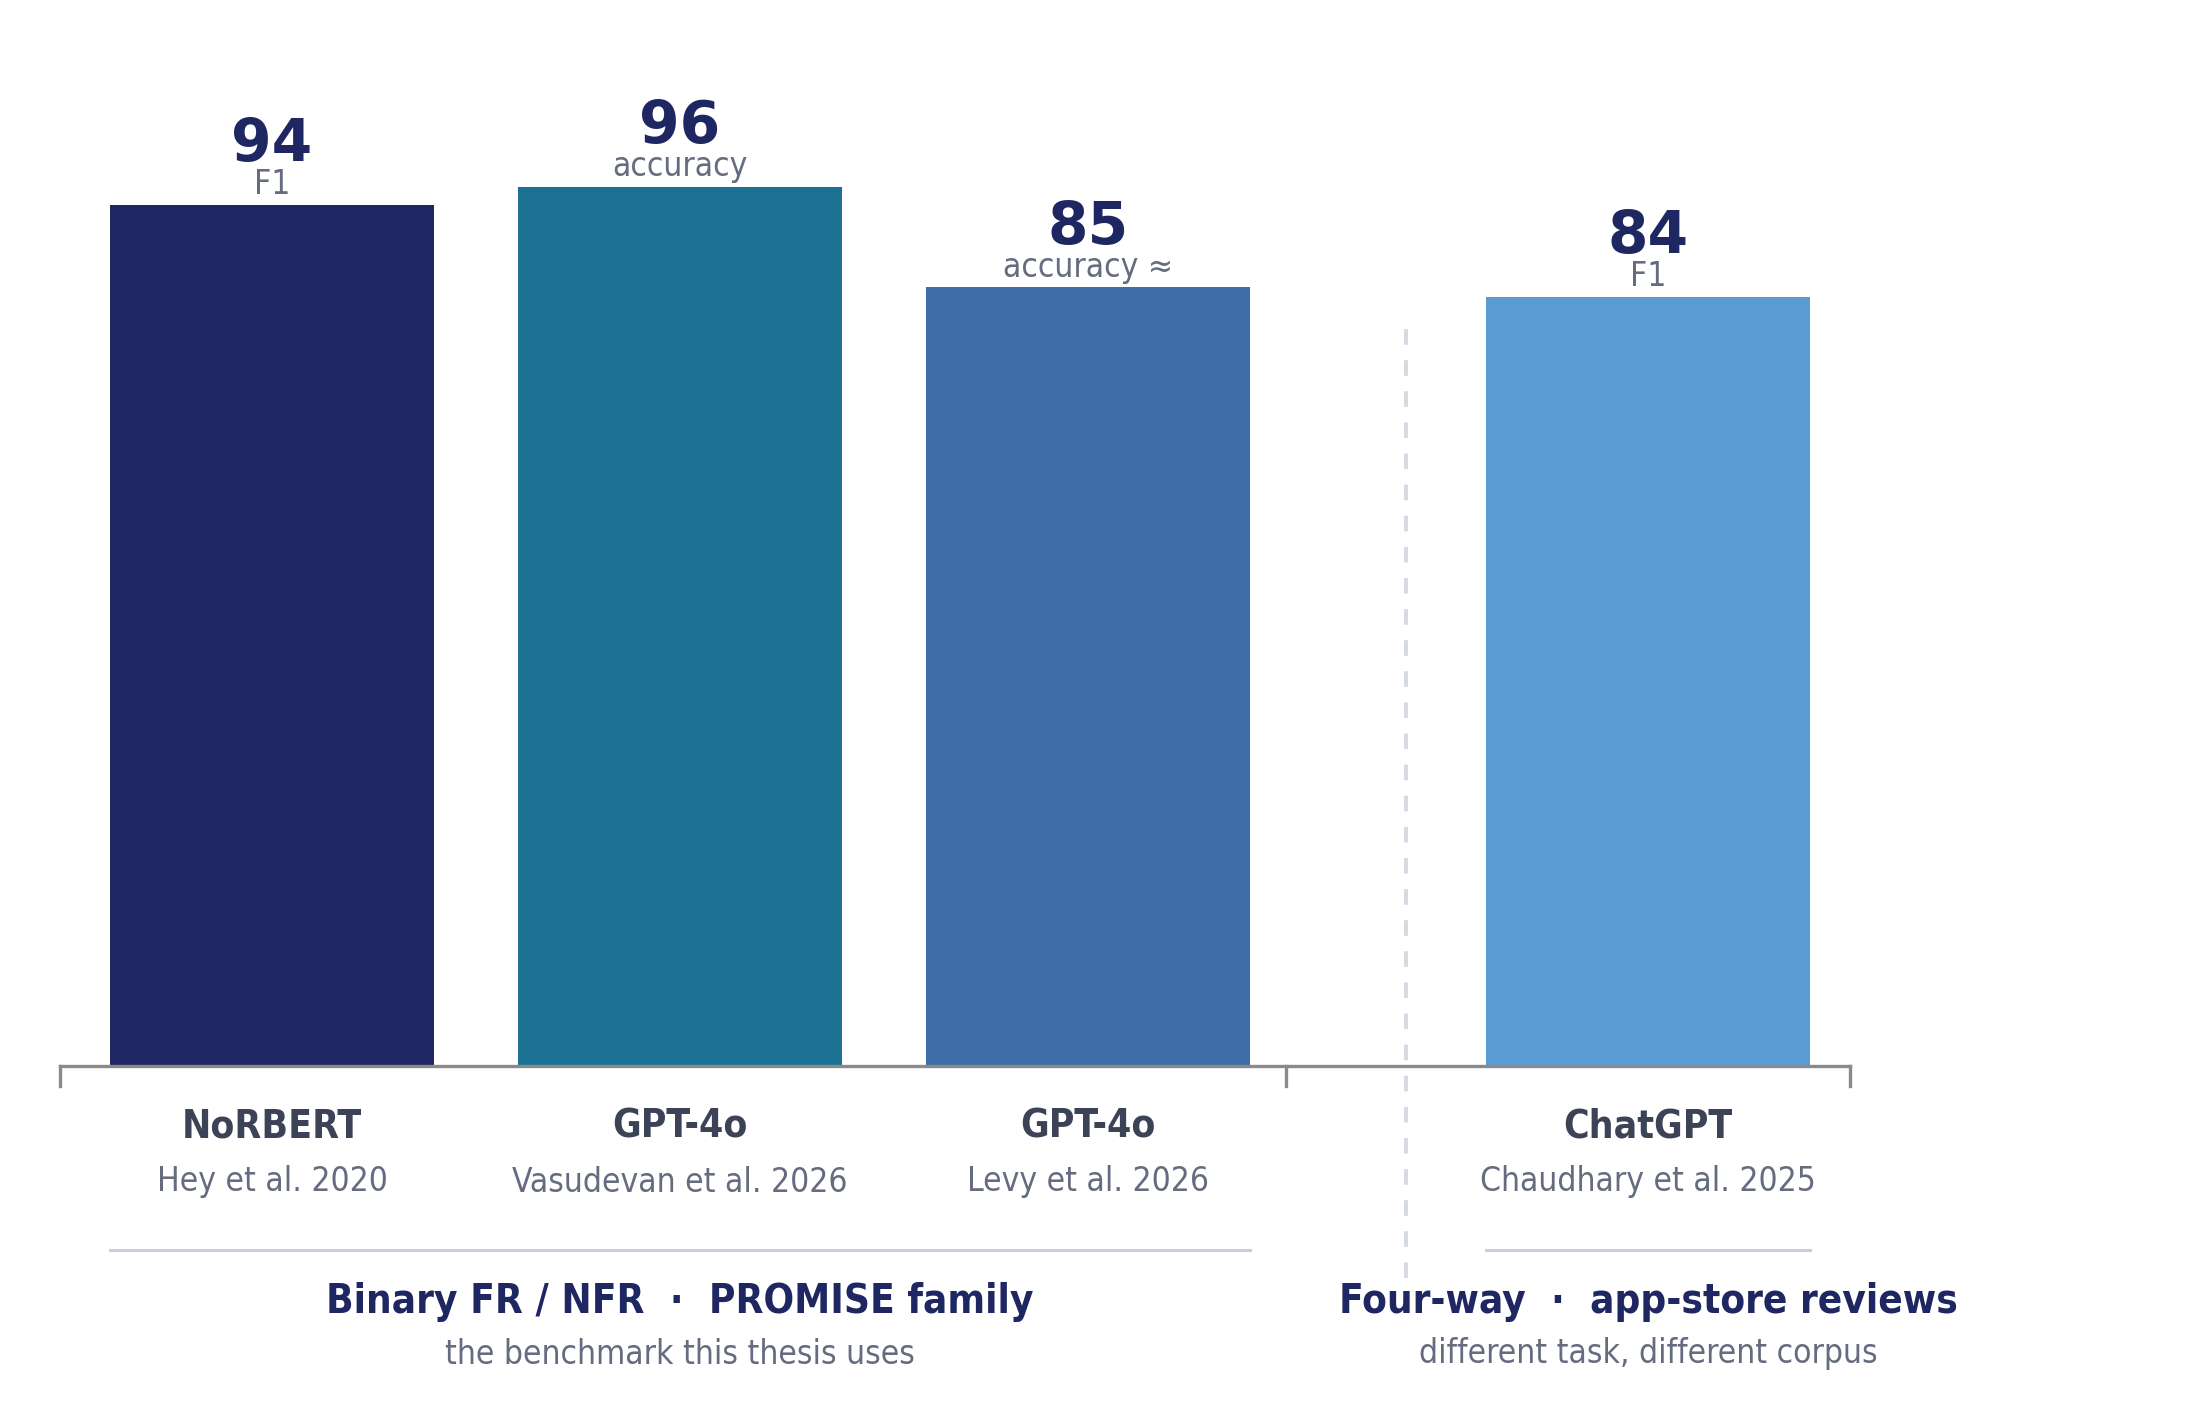 94
F1
96
accuracy
85
accuracy ≈
84
F1
NoRBERT
Hey et al. 2020
GPT-4o
Vasudevan et al. 2026
GPT-4o
Levy et al. 2026
ChatGPT
Chaudhary et al. 2025
Binary FR / NFR · PROMISE family
the benchmark this thesis uses
Four-way · app-store reviews
different task, different corpus